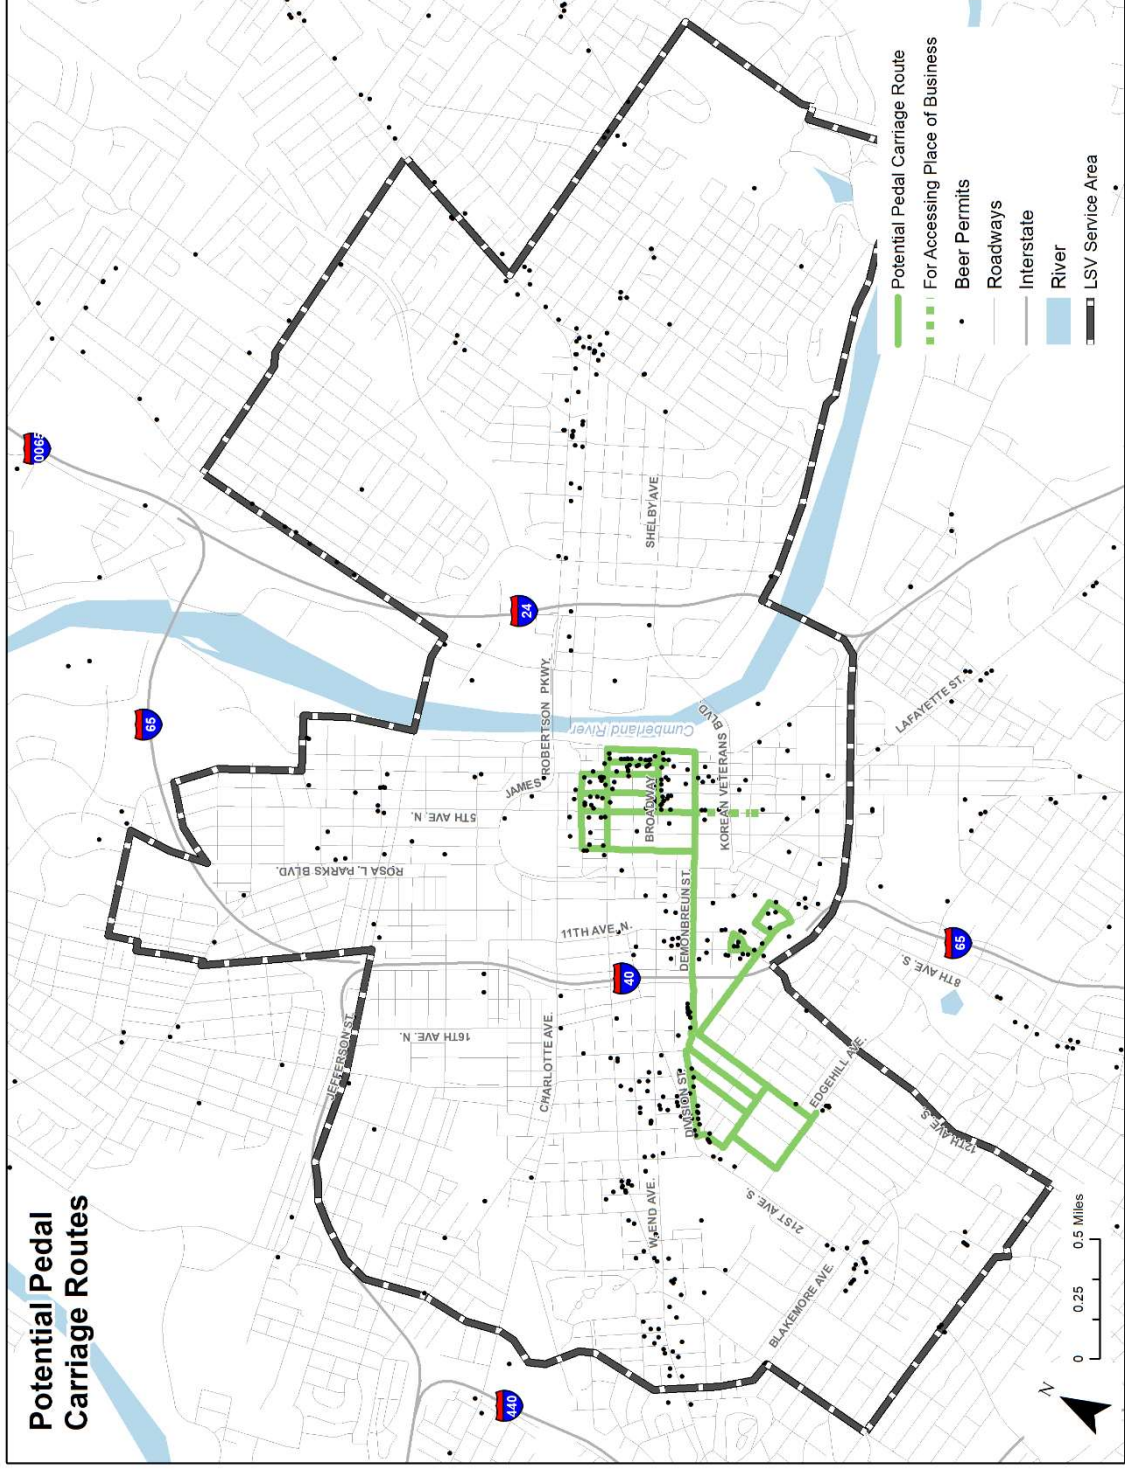 Potential Pedal
Carriage Routes
0065
65
24
40
65
440
JAMES ROBERTSON PKWY.
SHELBY AVE.
5TH AVE. N.
ROSA L. PARKS BLVD.
Cumberland River
BROADWAY
KOREAN VETERANS BLVD.
LAFAYETTE ST.
11TH AVE. N.
DEMONBREUN ST.
8TH AVE. S.
JEFFERSON ST.
16TH AVE. N.
CHARLOTTE AVE.
DIVISION ST.
EDGEHILL AVE.
12TH AVE. S.
W. END AVE.
21ST AVE. S.
BLAKEMORE AVE.
Potential Pedal Carriage Route
For Accessing Place of Business
Beer Permits
Roadways
Interstate
River
LSV Service Area
N
0 0.25 0.5 Miles